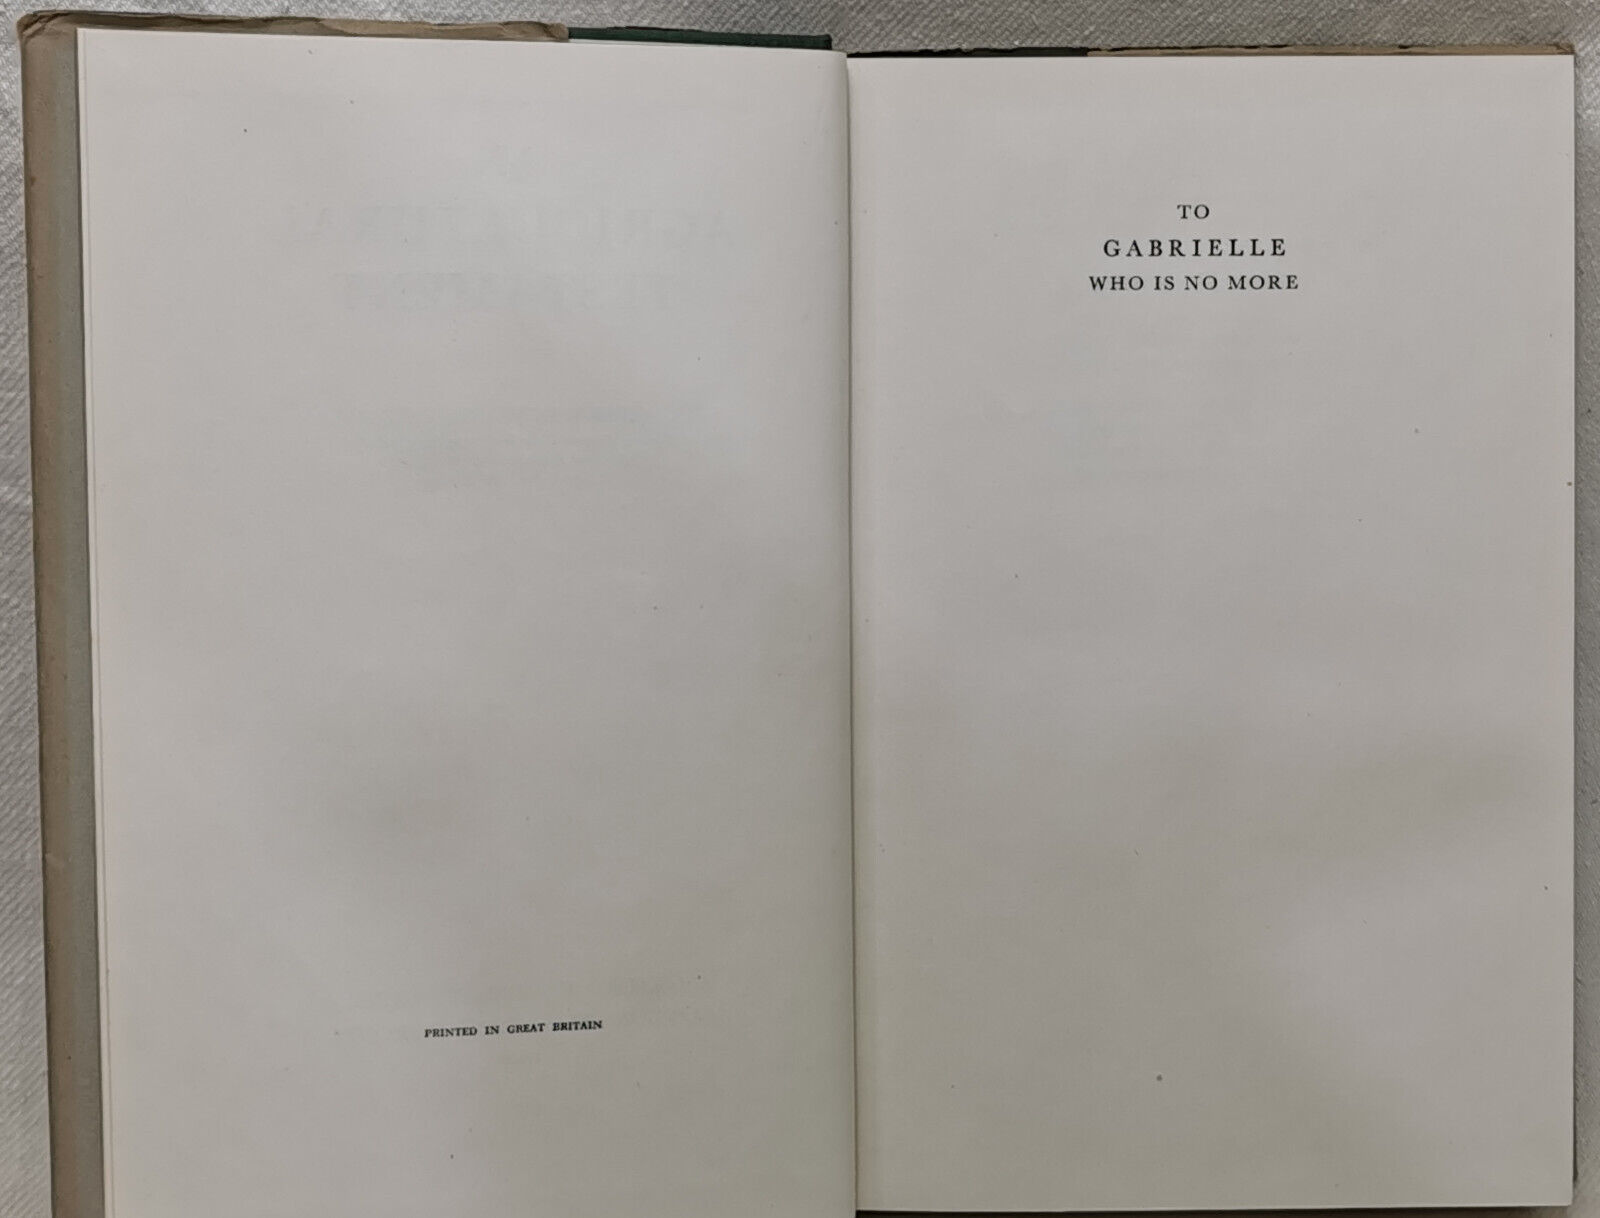 PRINTED IN GREAT BRITAIN
TO
GABRIELLE
WHO IS NO MORE